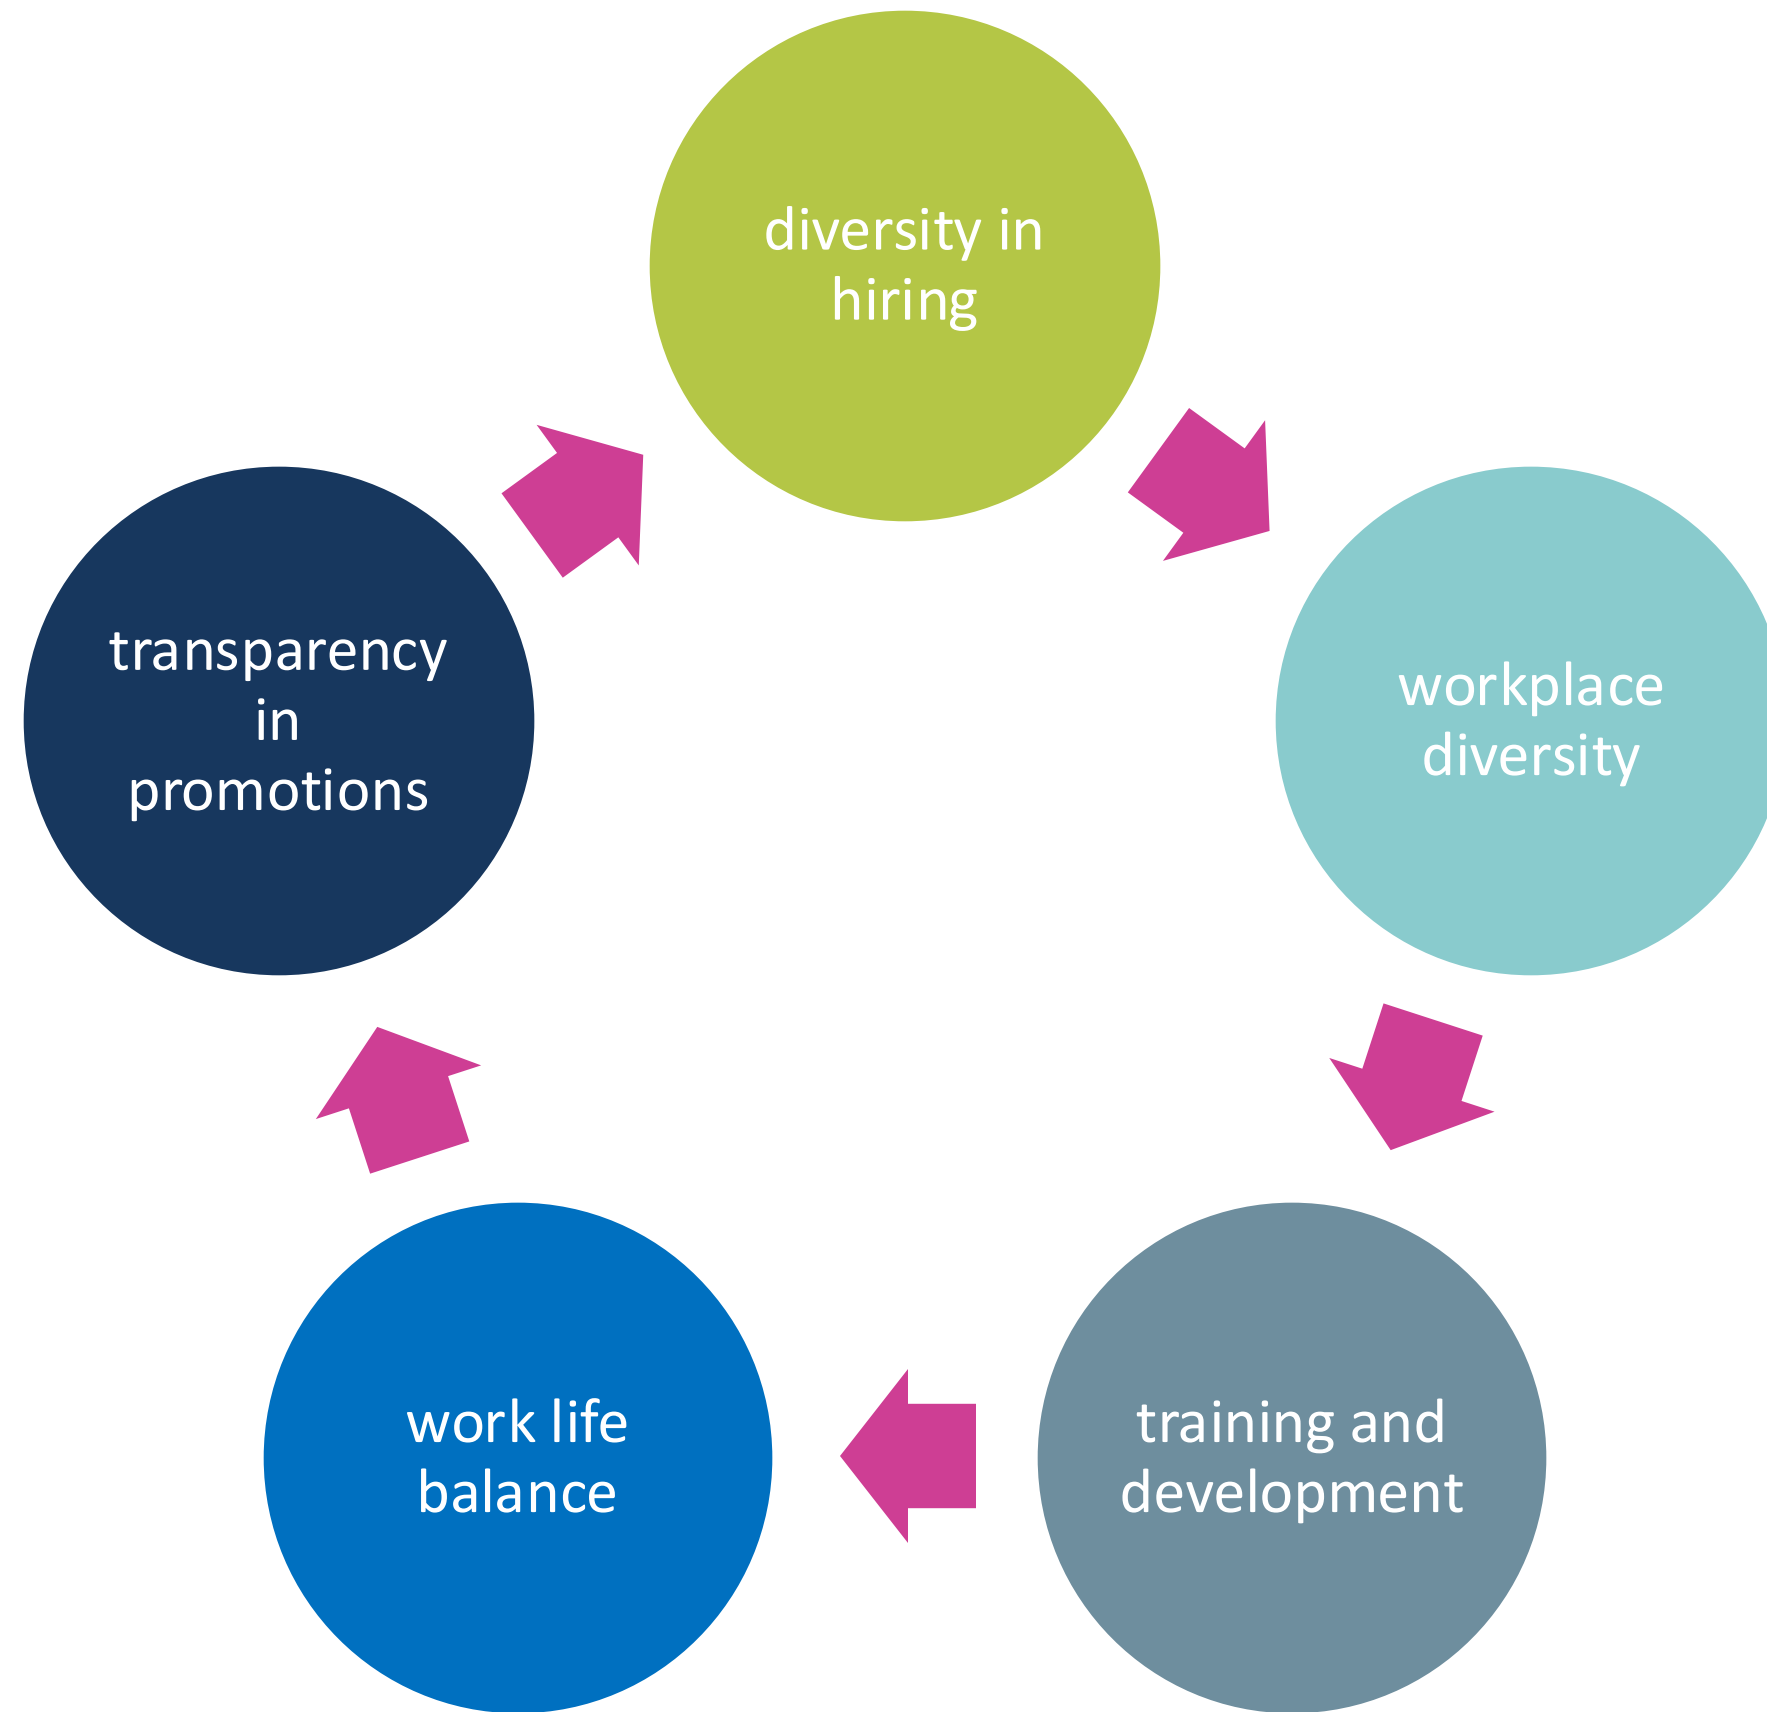 diversity in
hiring
workplace
diversity
training and
development
work life
balance
transparency
in
promotions